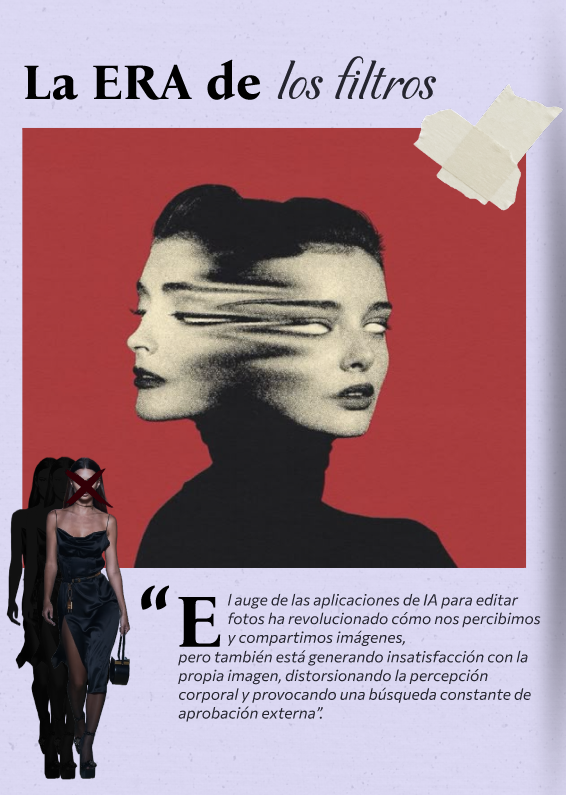 La ERA de los filtros
“El auge de las aplicaciones de IA para editar
fotos ha revolucionado cómo nos percibimos
y compartimos imágenes,
pero también está generando insatisfacción con la
propia imagen, distorsionando la percepción
corporal y provocando una búsqueda constante de
aprobación externa”.